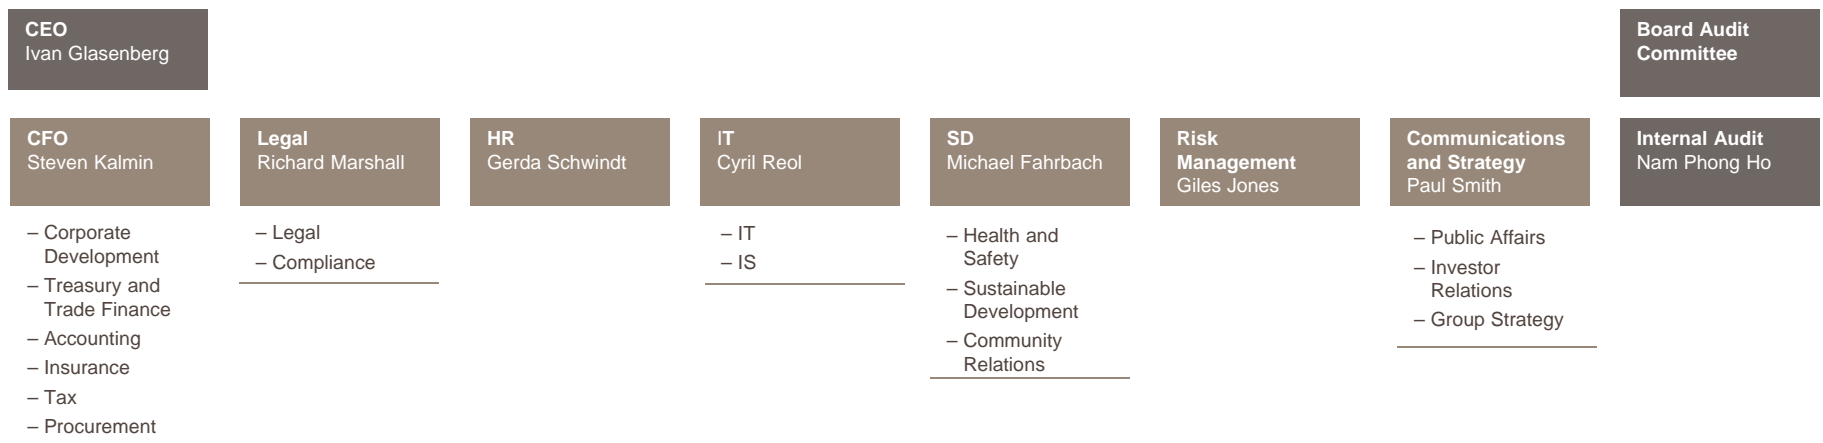 CEO
Ivan Glasenberg
Board Audit
Committee
CFO
Steven Kalmin
Legal
Richard Marshall
HR
Gerda Schwindt
IT
Cyril Reol
SD
Michael Fahrbach
Risk
Management
Giles Jones
Communications
and Strategy
Paul Smith
Internal Audit
Nam Phong Ho
– Corporate
Development
– Treasury and
Trade Finance
– Accounting
– Insurance
– Tax
– Procurement
– Legal
– Compliance
– IT
– IS
– Health and
Safety
– Sustainable
Development
– Community
Relations
– Public Affairs
– Investor
Relations
– Group Strategy